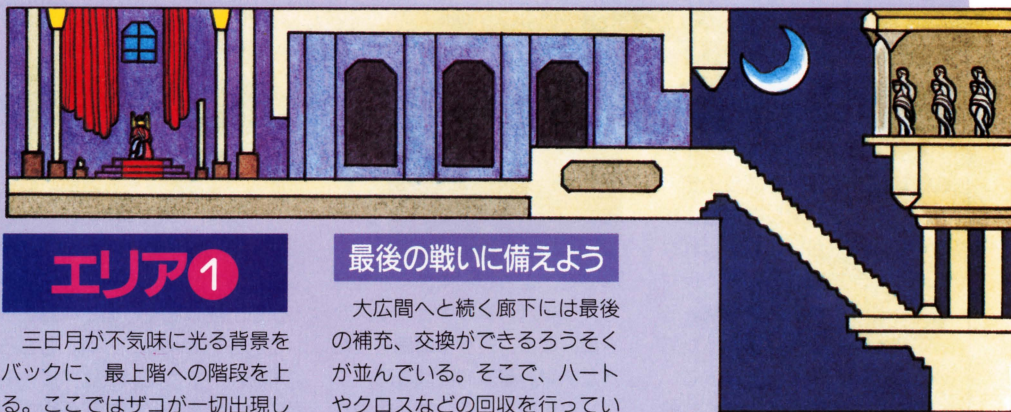 エリア1
三日月が不気味に光る背景を
バックに、最上階への階段を上
る。ここではザコが一切出現し
最後の戦いに備えよう
大広間へと続く廊下には最後
の補充、交換ができるろうそく
が並んでいる。そこで、ハート
やクロスなどの回収を行ってい